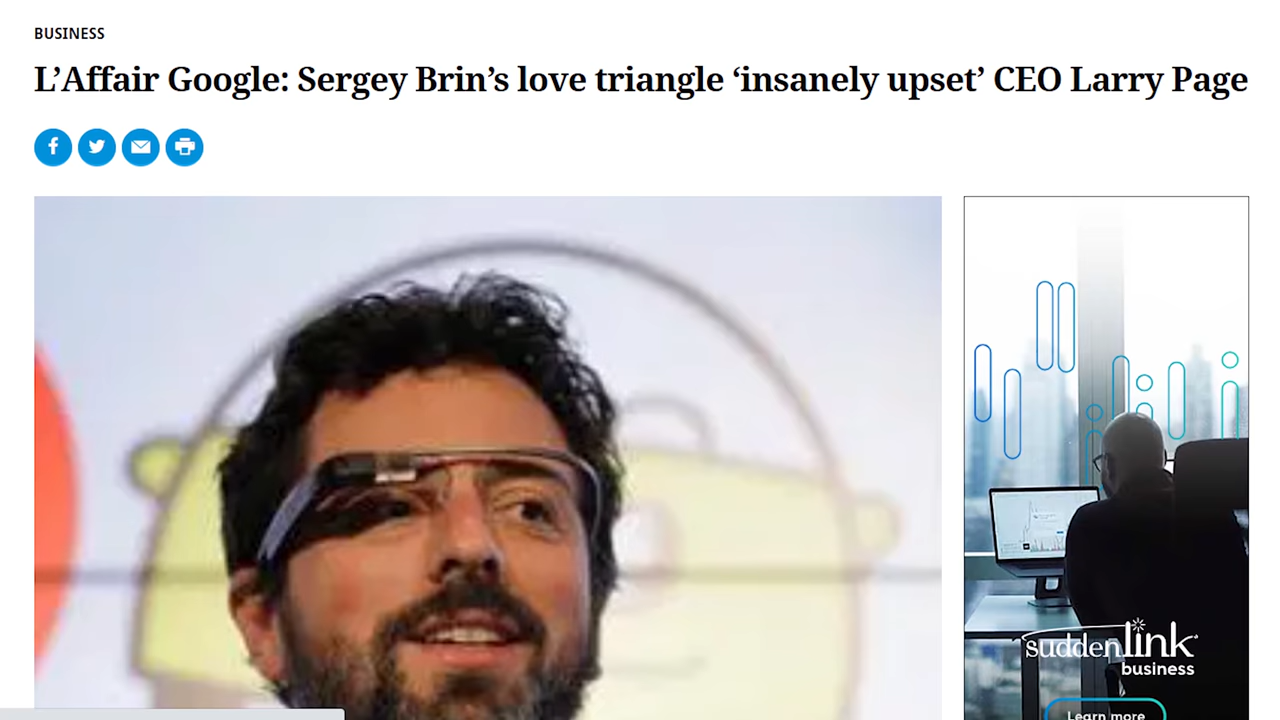 BUSINESS
L’Affair Google: Sergey Brin’s love triangle ‘insanely upset’ CEO Larry Page
suddenlink
business
Learn more